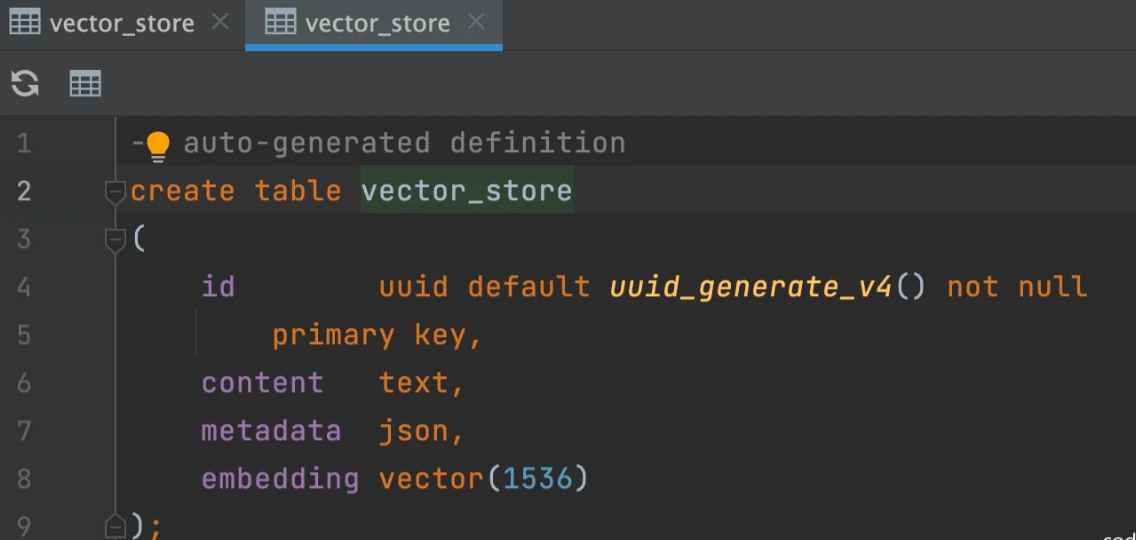 vector_store vector_store
1 - auto-generated definition
2 create table vector_store
3 (
4 id uuid default uuid_generate_v4() not null
5 primary key,
6 content text,
7 metadata json,
8 embedding vector(1536)
9 );